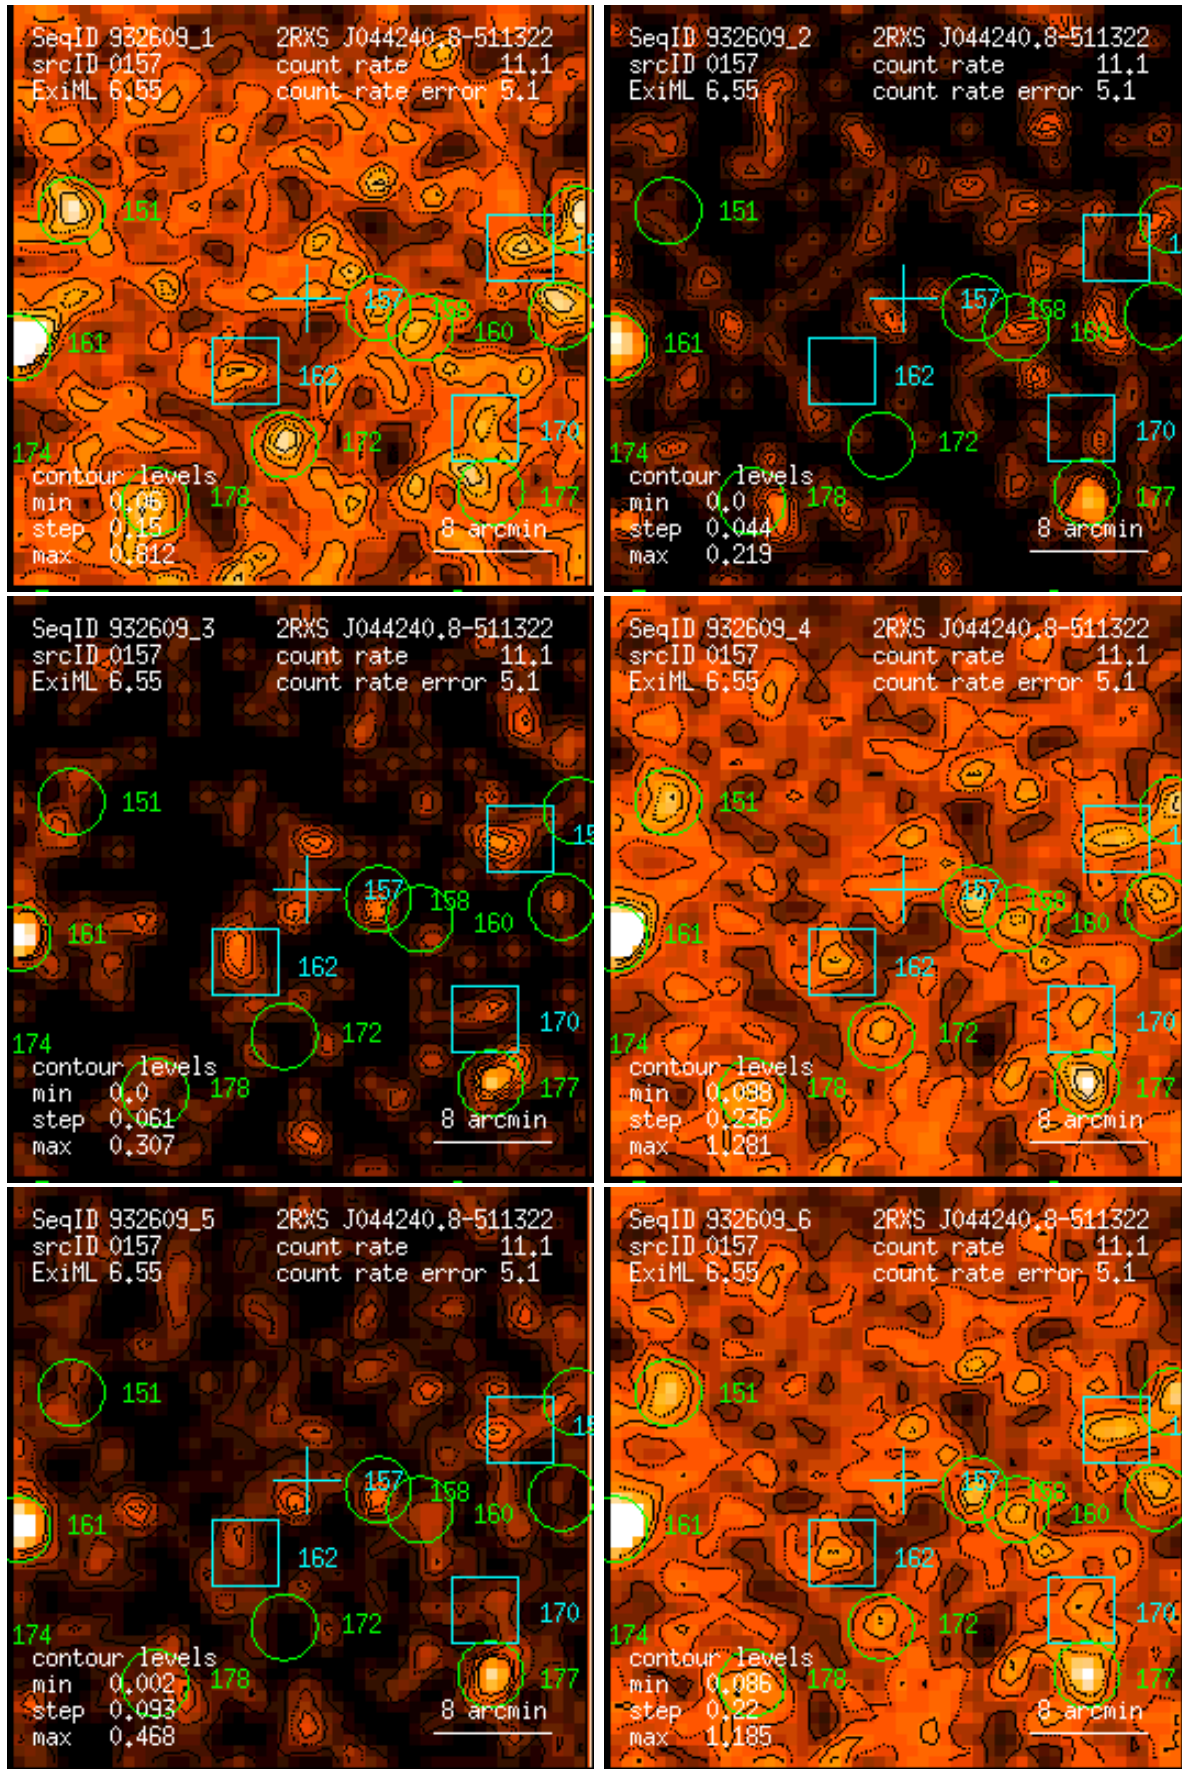 SeqID 932609_1 2RXS J044240.8-511322
srcID 0157 count rate 11.1
ExiML 6.55 count rate error 5.1
151
15
157 158
161 160
162
170
172
174
contour levels
min 0.06 178 177
step 0.15 8 arcmin
max 0.812
SeqID 932609_2 2RXS J044240.8-511322
srcID 0157 count rate 11.1
ExiML 6.55 count rate error 5.1
151
1
157 158
161 160
162
170
172
174
contour levels
min 0.0 178 177
step 0.044 8 arcmin
max 0.219
SeqID 932609_3 2RXS J044240.8-511322
srcID 0157 count rate 11.1
ExiML 6.55 count rate error 5.1
151
15
157 158
161 160
162
170
172
174
contour levels
min 0.0 178 177
step 0.061 8 arcmin
max 0.307
SeqID 932609_4 2RXS J044240.8-511322
srcID 0157 count rate 11.1
ExiML 6.55 count rate error 5.1
151
1
157 158
161 160
162
170
172
174
contour levels
min 0.098 178 177
step 0.236 8 arcmin
max 1.281
SeqID 932609_5 2RXS J044240.8-511322
srcID 0157 count rate 11.1
ExiML 6.55 count rate error 5.1
151
15
157 158
161 160
162
170
172
174
contour levels
min 0.002 178 177
step 0.093 8 arcmin
max 0.468
SeqID 932609_6 2RXS J044240.8-511322
srcID 0157 count rate 11.1
ExiML 6.55 count rate error 5.1
151
1
157 158
161 160
162
170
172
174
contour levels
min 0.086 178 177
step 0.22 8 arcmin
max 1.185